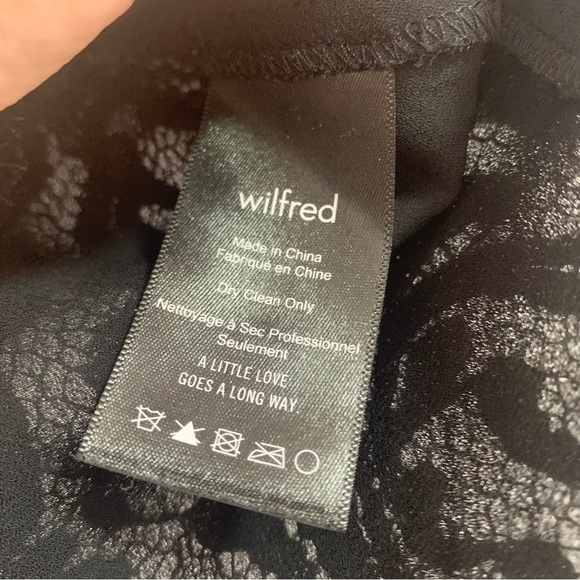 wilfred
Made in China
Fabriqué en Chine
Dry Clean Only
Nettoyage à Sec Professionnel
Seulement
A LITTLE LOVE
GOES A LONG WAY.